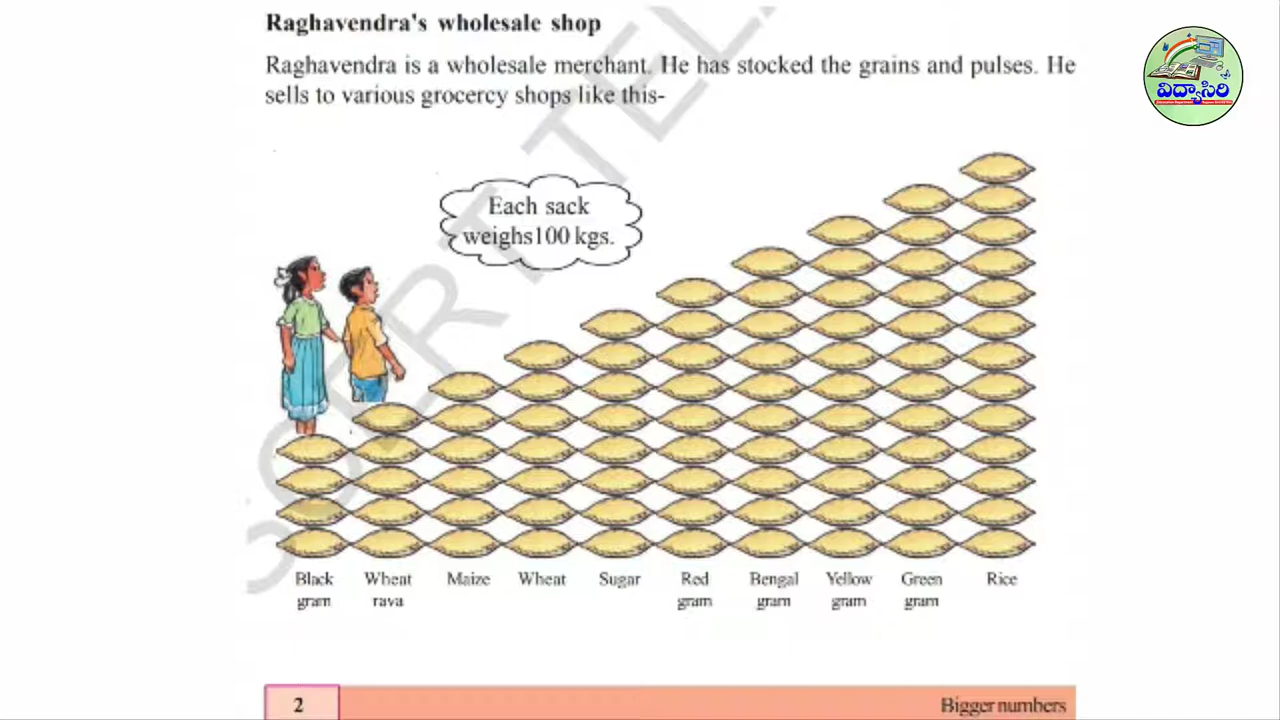 Raghavendra's wholesale shop
Raghavendra is a wholesale merchant. He has stocked the grains and pulses. He
sells to various grocercy shops like this-
Each sack
weighs100 kgs.
Black Wheat Maize Wheat Sugar Red Bengal Yellow Green Rice
gram rava gram gram gram gram
2 Bigger numbers
విద్యాసిరి